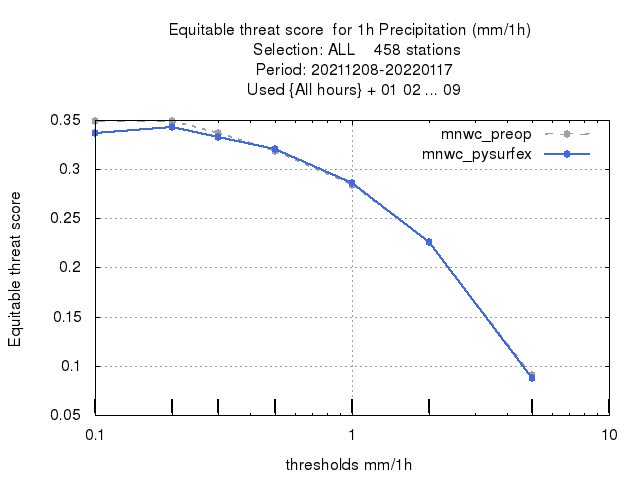 Equitable threat score  for 1h Precipitation (mm/1h)
Selection: ALL    458 stations
Period: 20211208-20220117
Used {All hours} + 01 02 ... 09
0.35
0.3
0.25
0.2
0.15
0.1
0.05
Equitable threat score
mnwc_preop
mnwc_pysurfex
0.1
1
10
thresholds mm/1h